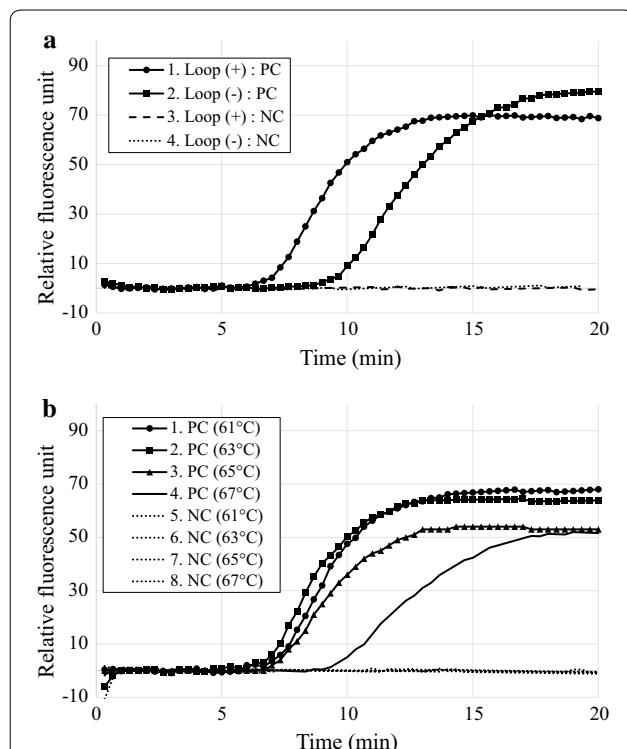 a
1. Loop (+) : PC
2. Loop (-) : PC
3. Loop (+) : NC
4. Loop (-) : NC
Relative fluorescence unit
90
70
50
30
10
-10
0
5
10
15
20
Time (min)
b
1. PC (61°C)
2. PC (63°C)
3. PC (65°C)
4. PC (67°C)
5. NC (61°C)
6. NC (63°C)
7. NC (65°C)
8. NC (67°C)
Relative fluorescence unit
90
70
50
30
10
-10
0
5
10
15
20
Time (min)